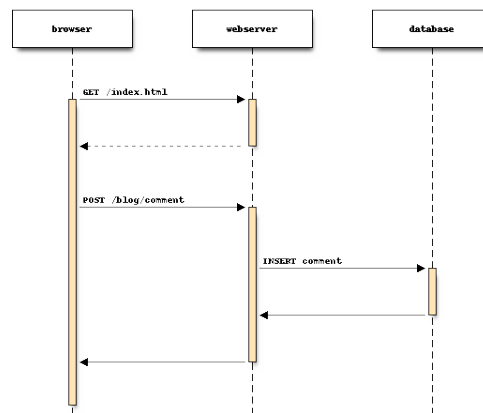 browser
webserver
database
GET /index.html
POST /blog/comment
INSERT comment